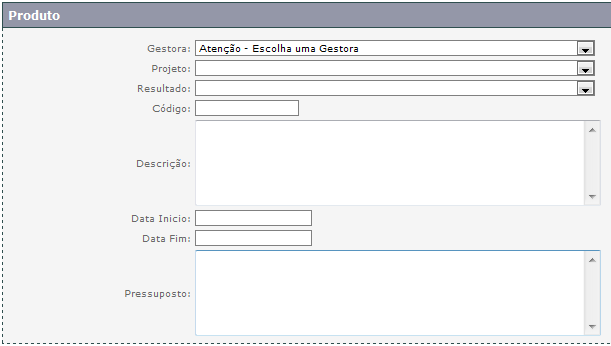 Produto
Gestora: Atenção - Escolha uma Gestora
Projeto:
Resultado:
Código:
Descrição:
Data Inicio:
Data Fim:
Pressuposto: